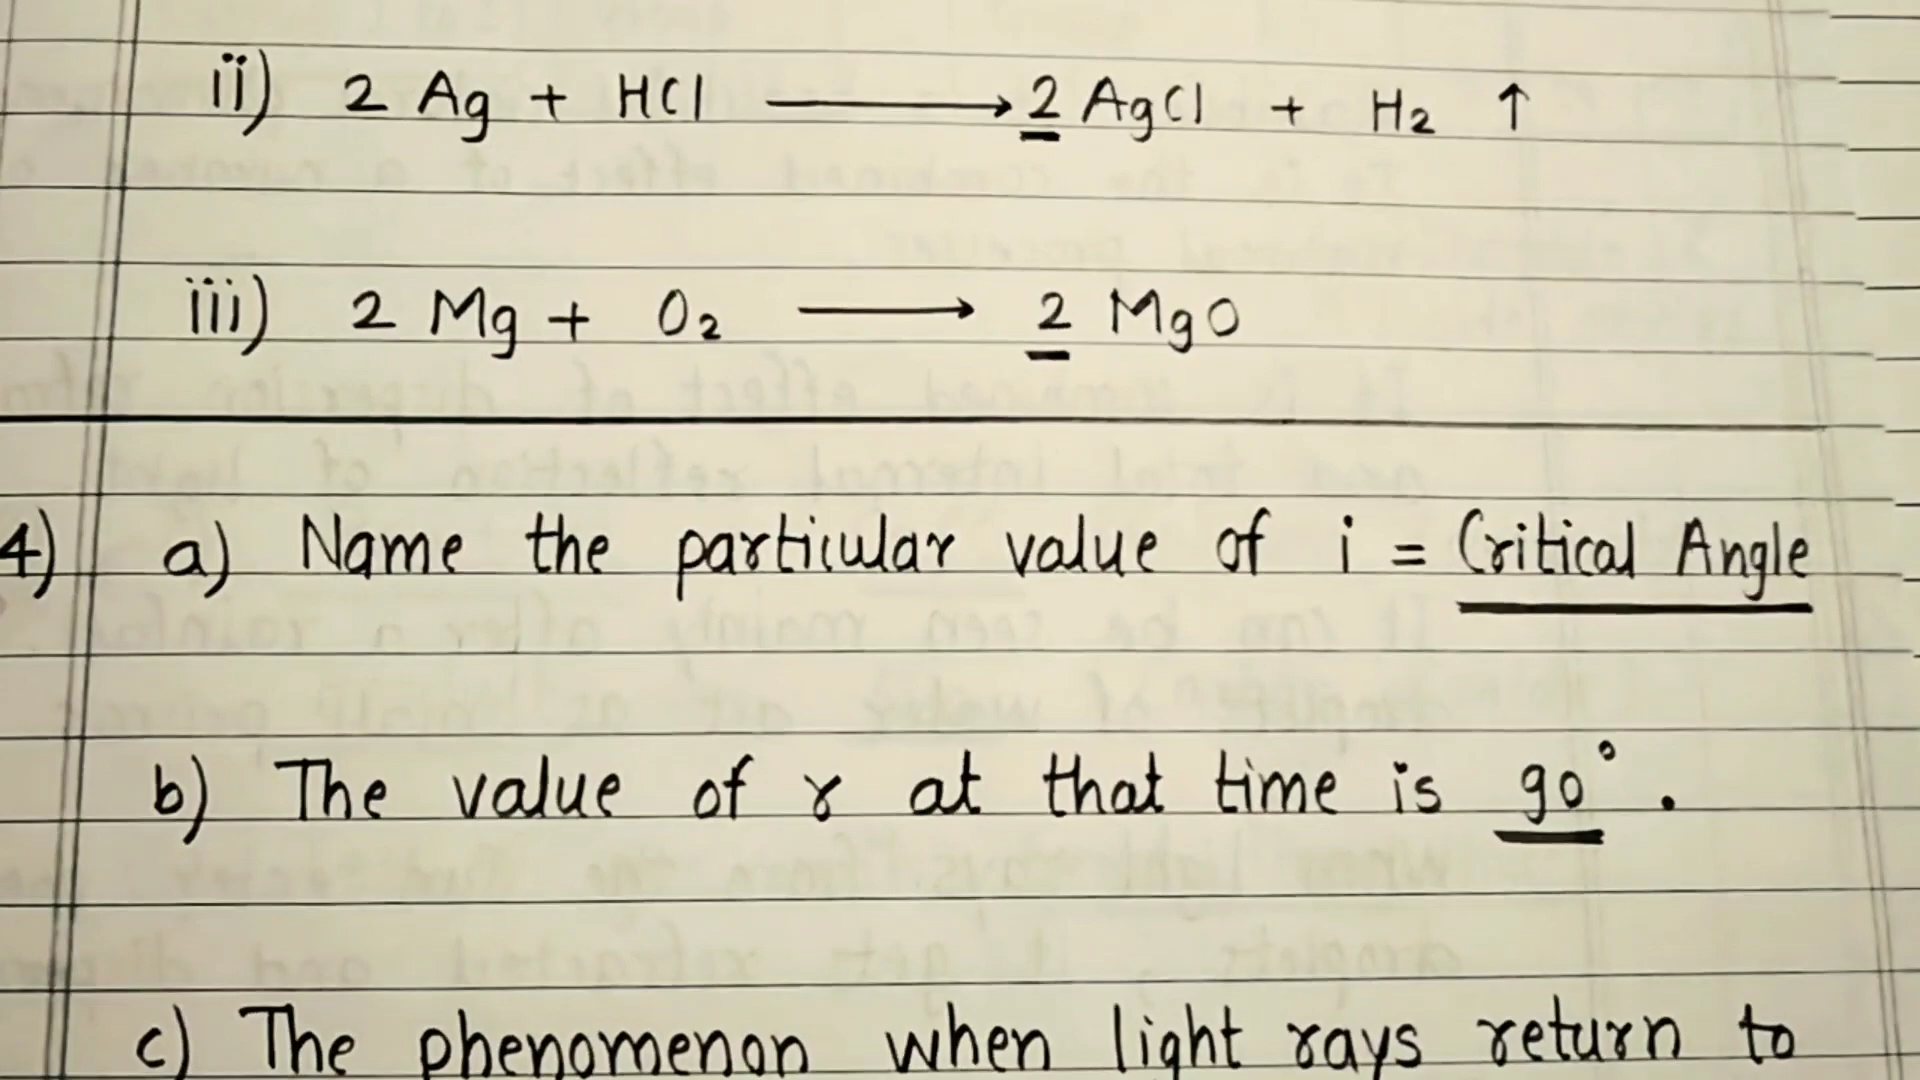 ii) 2 Ag + HCl ⟶ 2 AgCl + H₂ ↑
iii) 2 Mg + O₂ ⟶ 2 MgO
4) a) Name the particular value of i = Critical Angle
b) The value of r at that time is 90° .
c) The phenomenon when light rays return to